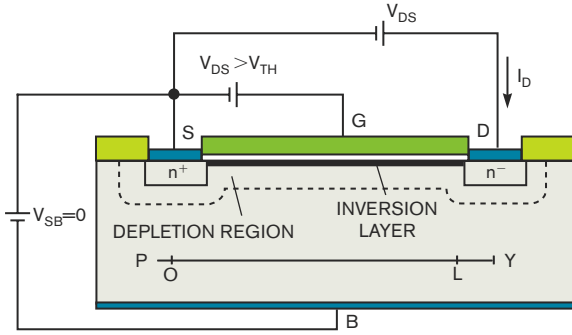 V_DS
V_DS>V_TH
I_D
S
G
D
n+
n−
V_SB=0
INVERSION
LAYER
DEPLETION REGION
P
O
L
Y
B